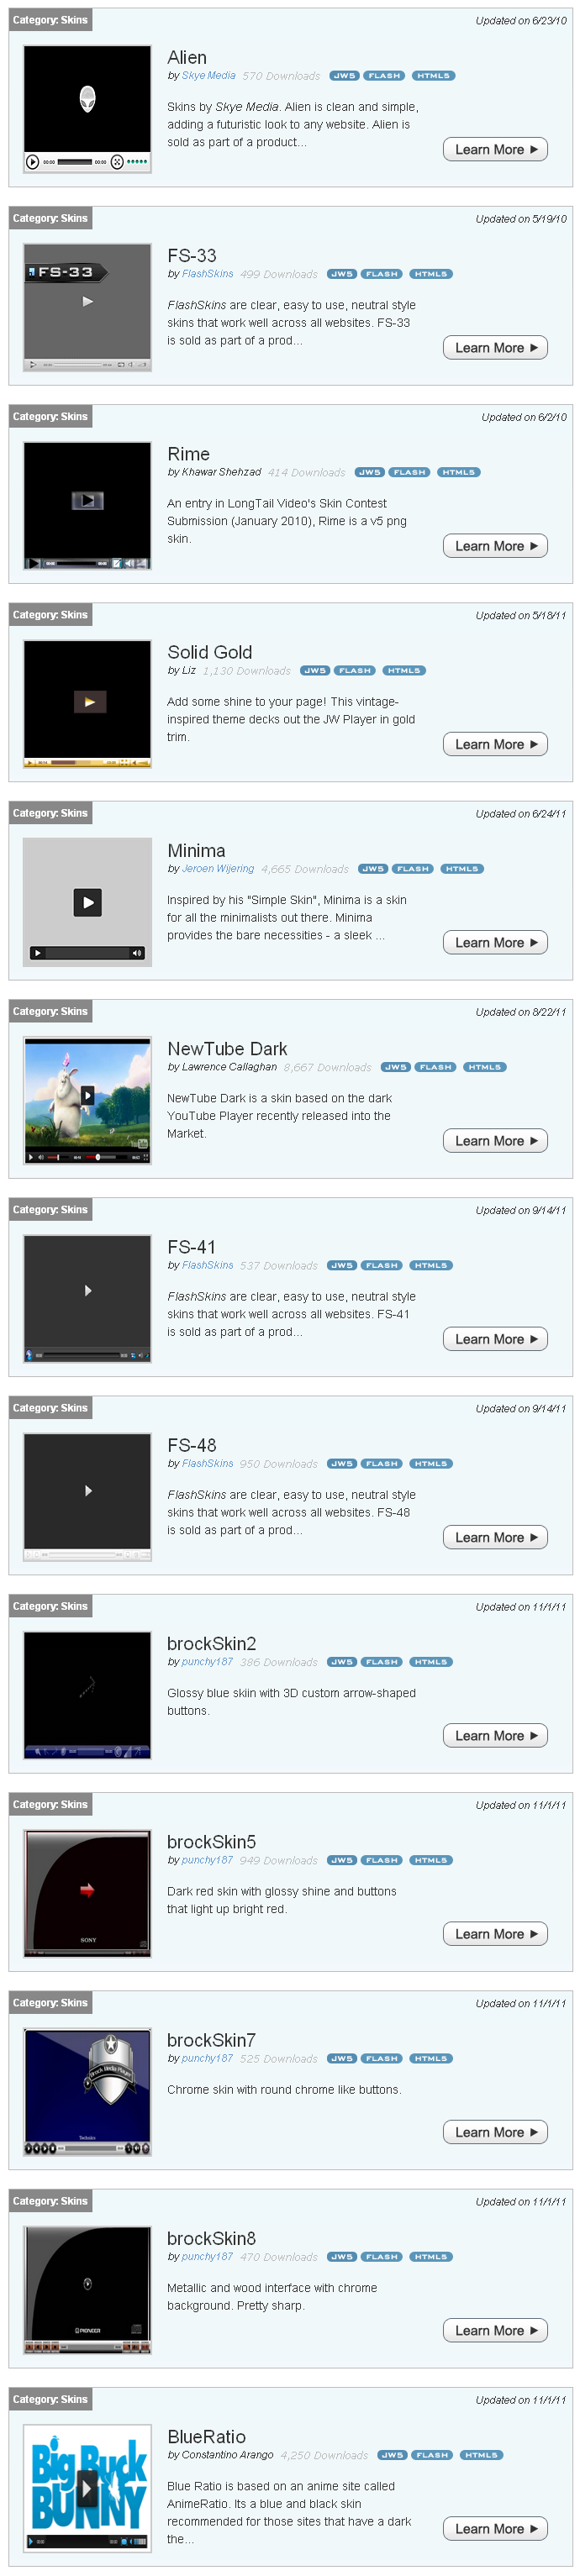 Category: Skins
Updated on 6/23/10
Alien
by Skye Media 570 Downloads JW5 FLASH HTML5
Skins by Skye Media. Alien is clean and simple,
adding a futuristic look to any website. Alien is
sold as part of a product...
Learn More
00:00 00:00
Category: Skins
Updated on 5/19/10
FS-33
FS-33
by FlashSkins 499 Downloads JW5 FLASH HTML5
FlashSkins are clear, easy to use, neutral style
skins that work well across all websites. FS-33
is sold as part of a prod...
Learn More
Category: Skins
Updated on 6/2/10
Rime
by Khawar Shehzad 414 Downloads JW5 FLASH HTML5
An entry in LongTail Video's Skin Contest
Submission (January 2010), Rime is a v5 png
skin.
Learn More
Category: Skins
Updated on 5/18/11
Solid Gold
by Liz 1,130 Downloads JW5 FLASH HTML5
Add some shine to your page! This vintage-
inspired theme decks out the JW Player in gold
trim.
Learn More
Category: Skins
Updated on 6/24/11
Minima
by Jeroen Wijering 4,665 Downloads JW5 FLASH HTML5
Inspired by his "Simple Skin", Minima is a skin
for all the minimalists out there. Minima
provides the bare necessities - a sleek ...
Learn More
Category: Skins
Updated on 8/22/11
NewTube Dark
by Lawrence Callaghan 8,667 Downloads JW5 FLASH HTML5
NewTube Dark is a skin based on the dark
YouTube Player recently released into the
Market.
Learn More
Category: Skins
Updated on 9/14/11
FS-41
by FlashSkins 537 Downloads JW5 FLASH HTML5
FlashSkins are clear, easy to use, neutral style
skins that work well across all websites. FS-41
is sold as part of a prod...
Learn More
Category: Skins
Updated on 9/14/11
FS-48
by FlashSkins 950 Downloads JW5 FLASH HTML5
FlashSkins are clear, easy to use, neutral style
skins that work well across all websites. FS-48
is sold as part of a prod...
Learn More
Category: Skins
Updated on 11/1/11
brockSkin2
by punchy187 386 Downloads JW5 FLASH HTML5
Glossy blue skiin with 3D custom arrow-shaped
buttons.
Learn More
Category: Skins
Updated on 11/1/11
brockSkin5
by punchy187 949 Downloads JW5 FLASH HTML5
Dark red skin with glossy shine and buttons
that light up bright red.
Learn More
SONY
Category: Skins
Updated on 11/1/11
brockSkin7
by punchy187 525 Downloads JW5 FLASH HTML5
Chrome skin with round chrome like buttons.
Learn More
Technics
Category: Skins
Updated on 11/1/11
brockSkin8
by punchy187 470 Downloads JW5 FLASH HTML5
Metallic and wood interface with chrome
background. Pretty sharp.
Learn More
PIONEER
Category: Skins
Updated on 11/1/11
BlueRatio
by Constantino Arango 4,250 Downloads JW5 FLASH HTML5
Big Buck
BUNNY
Blue Ratio is based on an anime site called
AnimeRatio. Its a blue and black skin
recommended for those sites that have a dark
the...
Learn More